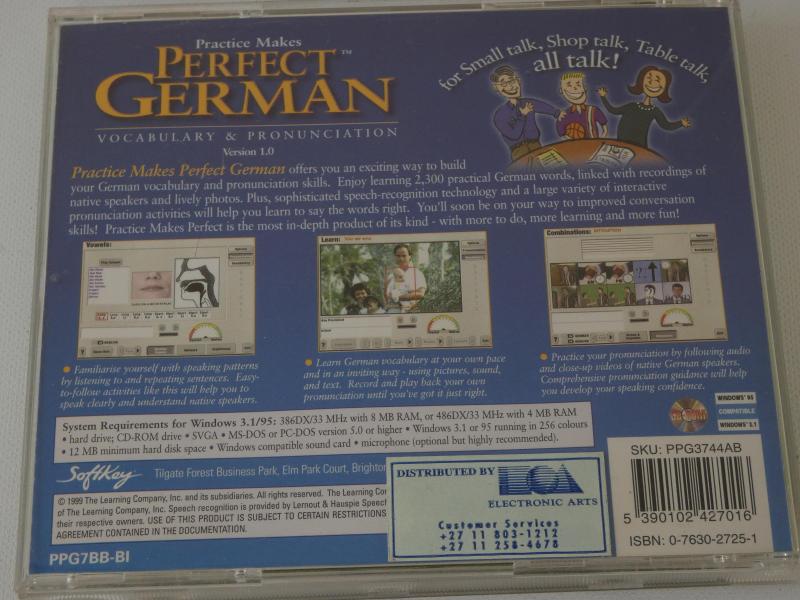 Practice Makes
PERFECT™
GERMAN
VOCABULARY & PRONUNCIATION
Version 1.0
for Small talk, Shop talk, Table talk,
all talk!
Practice Makes Perfect German offers you an exciting way to build
your German vocabulary and pronunciation skills. Enjoy learning 2,300 practical German words, linked with recordings of
native speakers and lively photos. Plus, sophisticated speech-recognition technology and a large variety of interactive
pronunciation activities will help you learn to say the words right. You'll soon be on your way to improved conversation
skills! Practice Makes Perfect is the most in-depth product of its kind - with more to do, more learning and more fun!
Vowels:
Learn:
Combinations:
• Familiarise yourself with speaking patterns
by listening to and repeating sentences. Easy-
to-follow activities like this will help you to
speak clearly and understand native speakers.
• Learn German vocabulary at your own pace
and in an inviting way - using pictures, sound,
and text. Record and play back your own
pronunciation until you've got it just right.
• Practice your pronunciation by following audio
and close-up videos of native German speakers.
Comprehensive pronunciation guidance will help
you develop your speaking confidence.
System Requirements for Windows 3.1/95: 386DX/33 MHz with 8 MB RAM, or 486DX/33 MHz with 4 MB RAM
• hard drive; CD-ROM drive • SVGA • MS-DOS or PC-DOS version 5.0 or higher • Windows 3.1 or 95 running in 256 colours
• 12 MB minimum hard disk space • Windows compatible sound card • microphone (optional but highly recommended).
CD-ROM
WINDOWS 95
COMPATIBLE
WINDOWS 3.1
SoftKey
Tilgate Forest Business Park, Elm Park Court, Brighton
© 1999 The Learning Company, Inc. and its subsidiaries. All rights reserved. The Learning Co
of The Learning Company, Inc. Speech recognition is provided by Lernout & Hauspie Speec
their respective owners. USE OF THIS PRODUCT IS SUBJECT TO CERTAIN RESTRICTIONS
AGREEMENT CONTAINED IN THE DOCUMENTATION.
PPG7BB-BI
DISTRIBUTED BY
ELECTRONIC ARTS
Customer Services
+27 11 803-1212
+27 11 258-4678
SKU: PPG3744AB
5 390102 427016
ISBN: 0-7630-2725-1